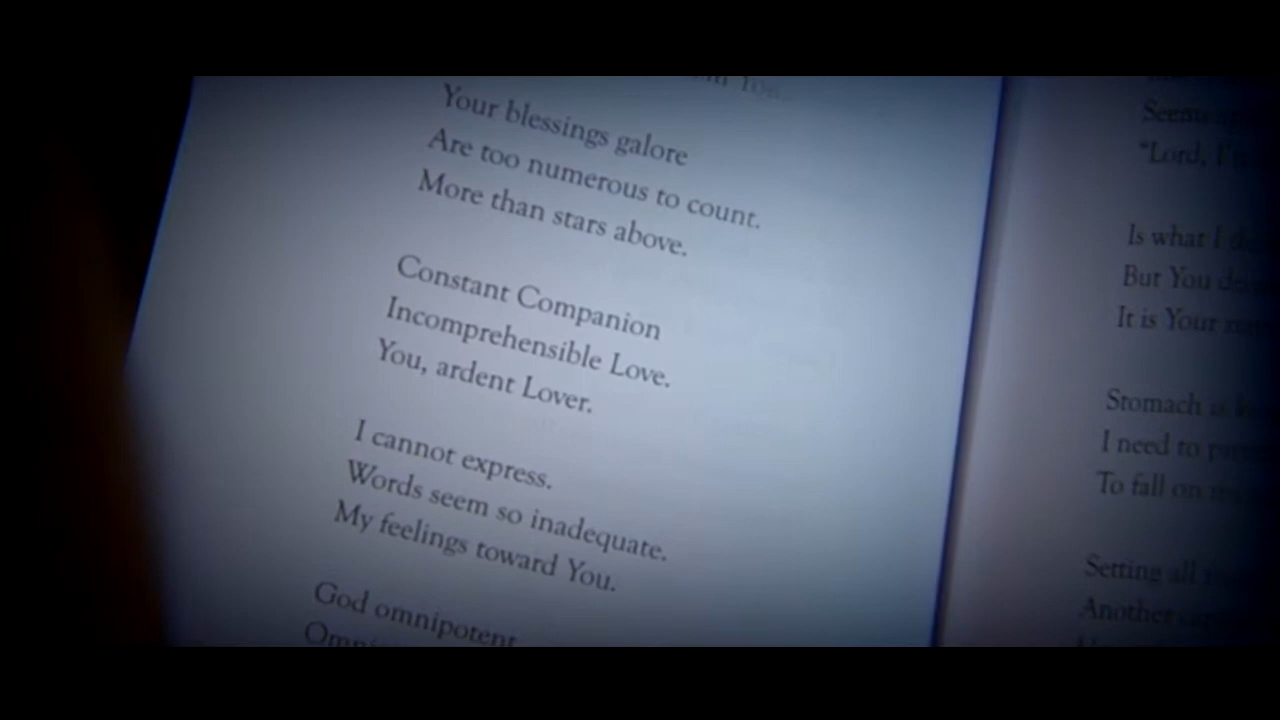 Your blessings galore
Are too numerous to count.
More than stars above.
Constant Companion
Incomprehensible Love.
You, ardent Lover.
I cannot express.
Words seem so inadequate.
My feelings toward You.
God omnipotent
"Lord,
Is what I
But You
It is Your
Stomach
I need to
To fall on
Setting all
Another